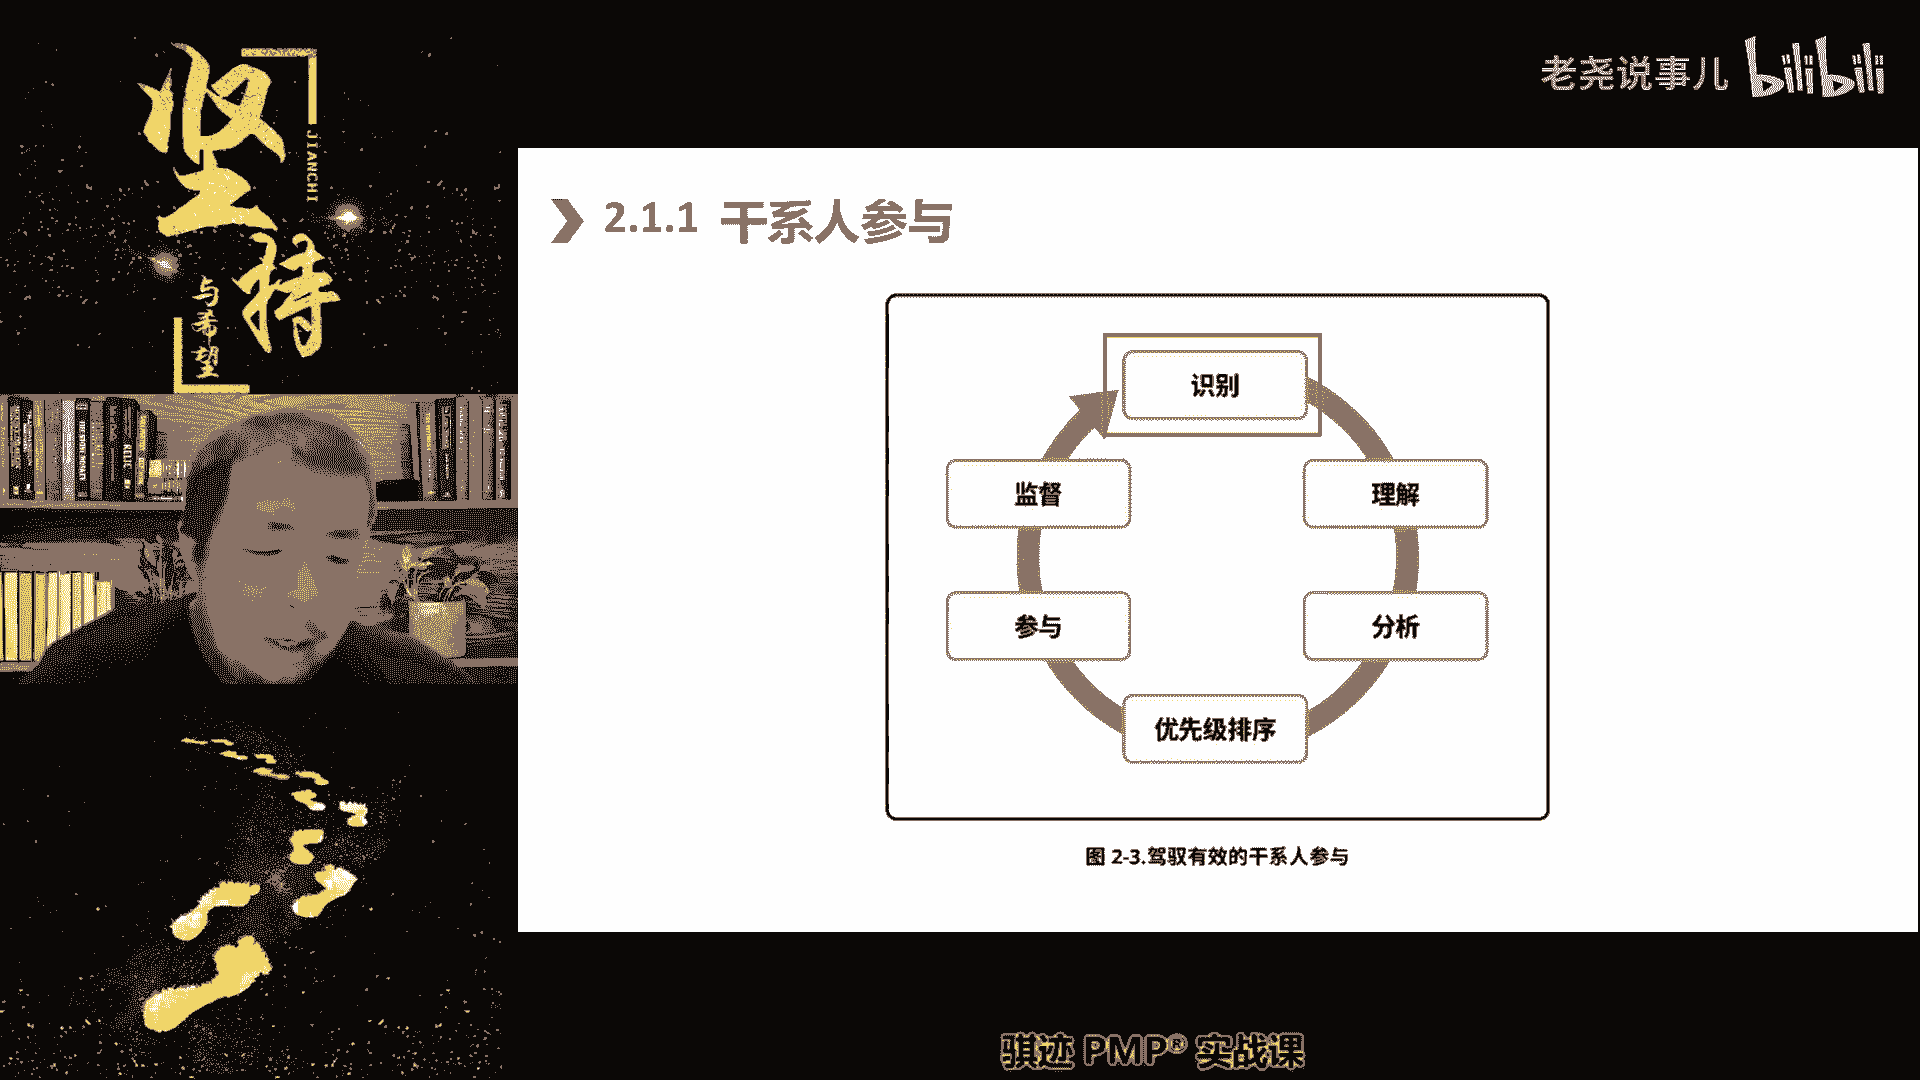 坚持
JIANCHI
与希望
老尧说事儿 bilibili
2.1.1 干系人参与
识别
监督
理解
参与
分析
优先级排序
图 2-3.驾驭有效的干系人参与
骐迹 PMP® 实战课